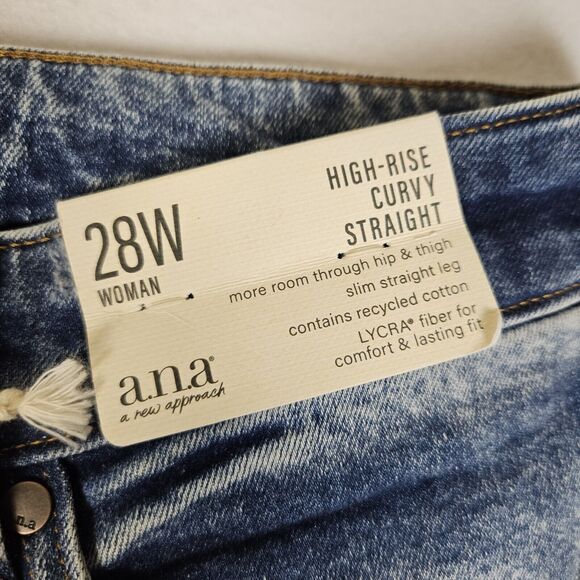 28W
WOMAN
HIGH-RISE
CURVY
STRAIGHT
more room through hip & thigh
slim straight leg
contains recycled cotton
LYCRA® fiber for
comfort & lasting fit
a.n.a®
a new approach
n.a